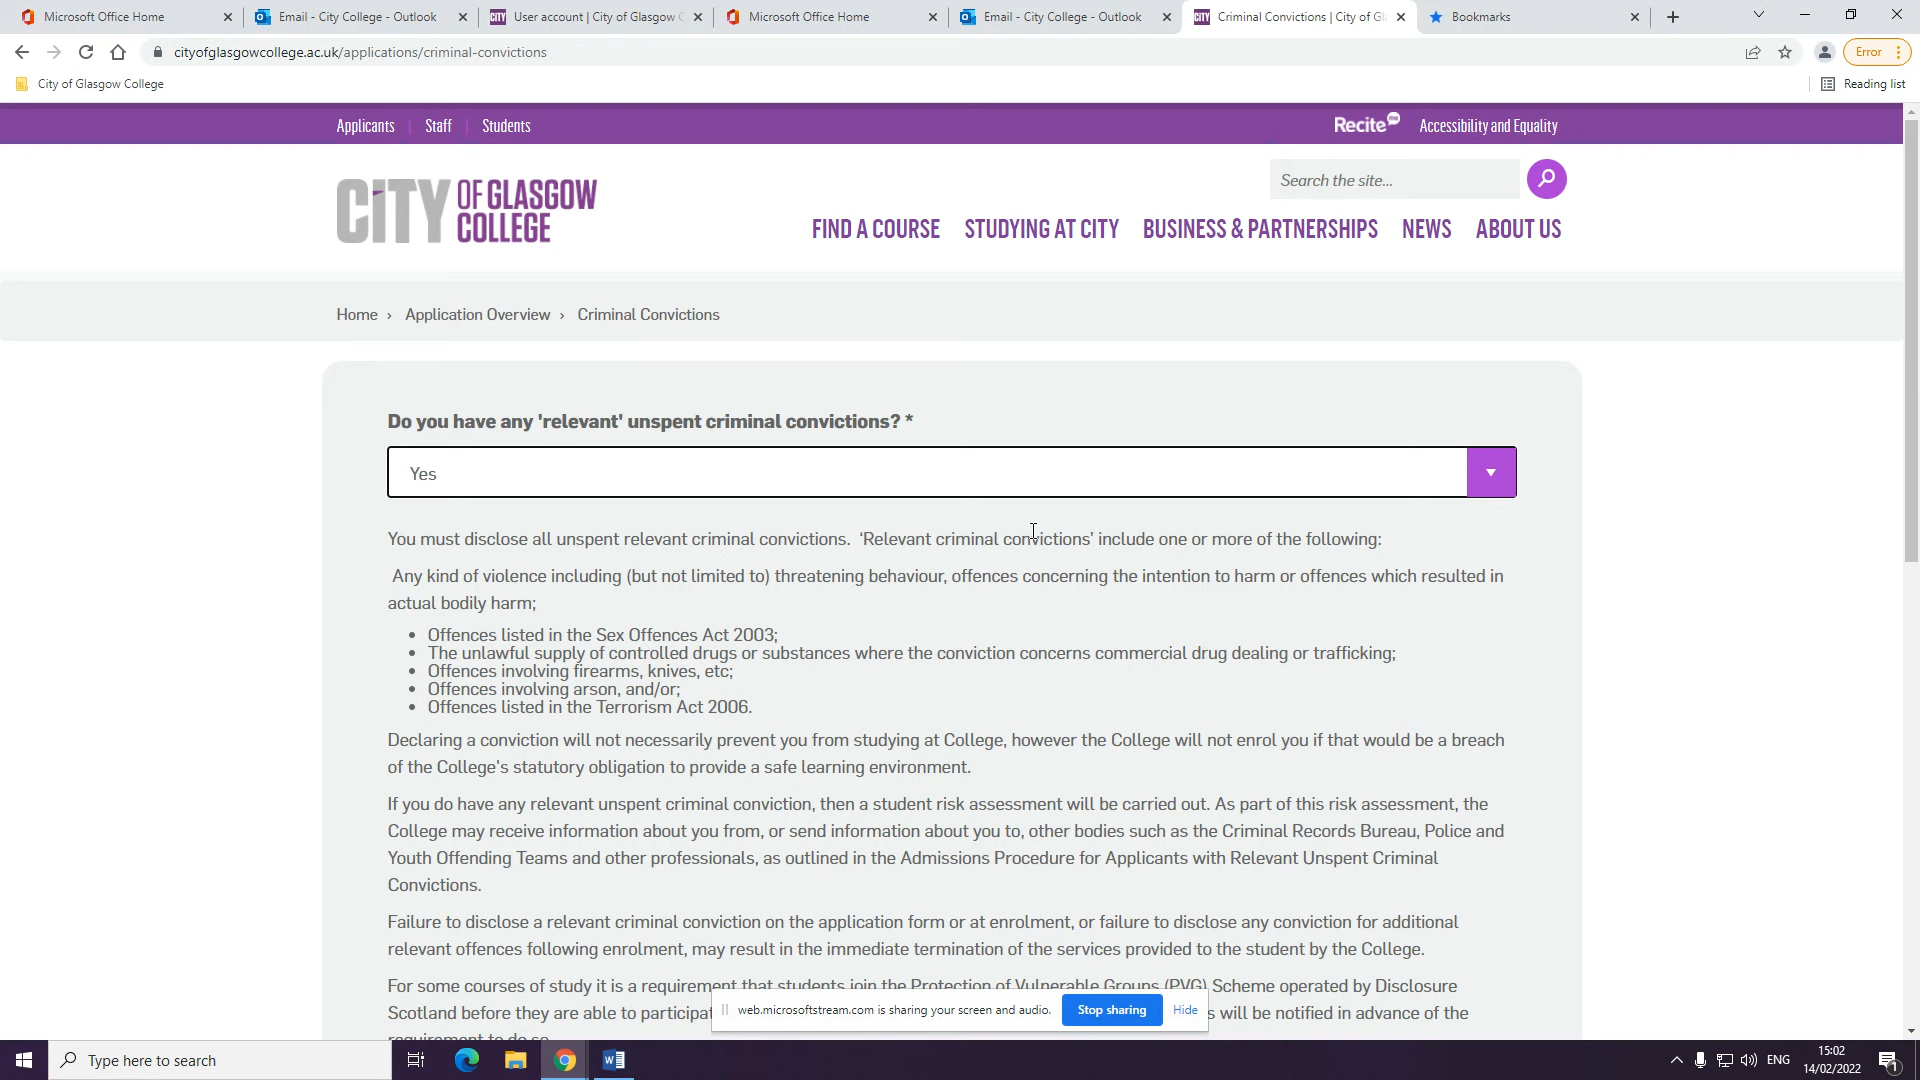 Microsoft Office Home
Email - City College - Outlook
User account | City of Glasgow C
Microsoft Office Home
Email - City College - Outlook
Criminal Convictions | City of Gl
Bookmarks
cityofglasgowcollege.ac.uk/applications/criminal-convictions
Error
City of Glasgow College
Reading list
Applicants | Staff | Students
Recite me
Accessibility and Equality
CITY OF GLASGOW COLLEGE
Search the site...
FIND A COURSE STUDYING AT CITY BUSINESS & PARTNERSHIPS NEWS ABOUT US
Home › Application Overview › Criminal Convictions
Do you have any 'relevant' unspent criminal convictions? *
Yes
You must disclose all unspent relevant criminal convictions. ‘Relevant criminal convictions’ include one or more of the following:
Any kind of violence including (but not limited to) threatening behaviour, offences concerning the intention to harm or offences which resulted in
actual bodily harm;
• Offences listed in the Sex Offences Act 2003;
• The unlawful supply of controlled drugs or substances where the conviction concerns commercial drug dealing or trafficking;
• Offences involving firearms, knives, etc;
• Offences involving arson, and/or;
• Offences listed in the Terrorism Act 2006.
Declaring a conviction will not necessarily prevent you from studying at College, however the College will not enrol you if that would be a breach
of the College's statutory obligation to provide a safe learning environment.
If you do have any relevant unspent criminal conviction, then a student risk assessment will be carried out. As part of this risk assessment, the
College may receive information about you from, or send information about you to, other bodies such as the Criminal Records Bureau, Police and
Youth Offending Teams and other professionals, as outlined in the Admissions Procedure for Applicants with Relevant Unspent Criminal
Convictions.
Failure to disclose a relevant criminal conviction on the application form or at enrolment, or failure to disclose any conviction for additional
relevant offences following enrolment, may result in the immediate termination of the services provided to the student by the College.
For some courses of study it is a requirement that students join the Protection of Vulnerable Groups (PVG) Scheme operated by Disclosure
Scotland before they are able to participat
s will be notified in advance of the
requirement to do so
web.microsoftstream.com is sharing your screen and audio.
Stop sharing
Hide
Type here to search
ENG
15:02
14/02/2022
1